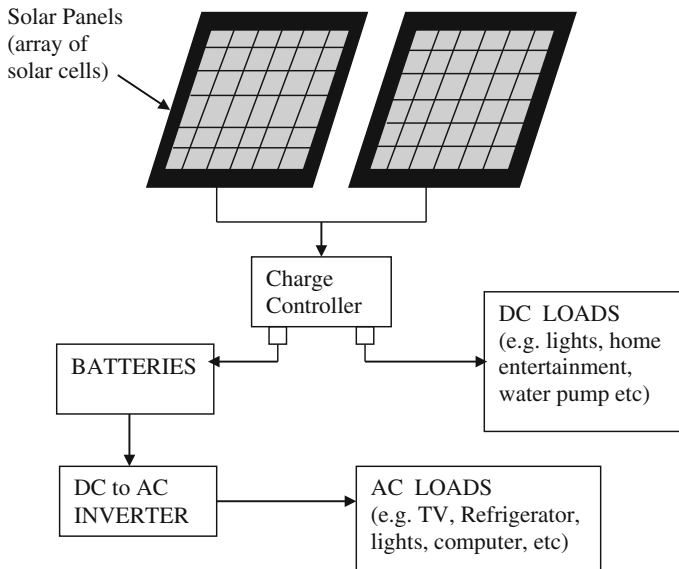 Solar Panels
(array of
solar cells)
Charge
Controller
DC LOADS
(e.g. lights, home
entertainment,
water pump etc)
BATTERIES
DC to AC
INVERTER
AC LOADS
(e.g. TV, Refrigerator,
lights, computer, etc)